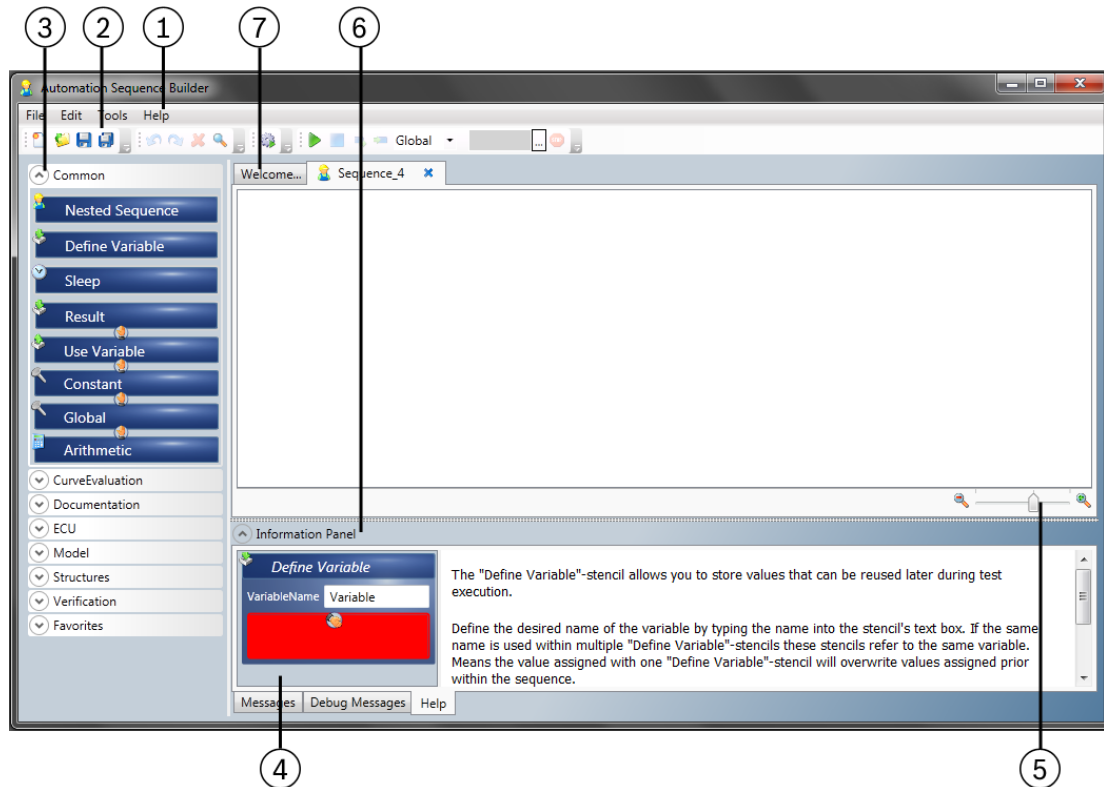 3 2 1 7 6
Automation Sequence Builder
File Edit Tools Help
Global ...
Common
Nested Sequence
Define Variable
Sleep
Result
Use Variable
Constant
Global
Arithmetic
CurveEvaluation
Documentation
ECU
Model
Structures
Verification
Favorites
Welcome... Sequence_4
Information Panel
Define Variable
VariableName Variable
The "Define Variable"-stencil allows you to store values that can be reused later during test
execution.
Define the desired name of the variable by typing the name into the stencil's text box. If the same
name is used within multiple "Define Variable"-stencils these stencils refer to the same variable.
Means the value assigned with one "Define Variable"-stencil will overwrite values assigned prior
within the sequence.
Messages Debug Messages Help
4 5